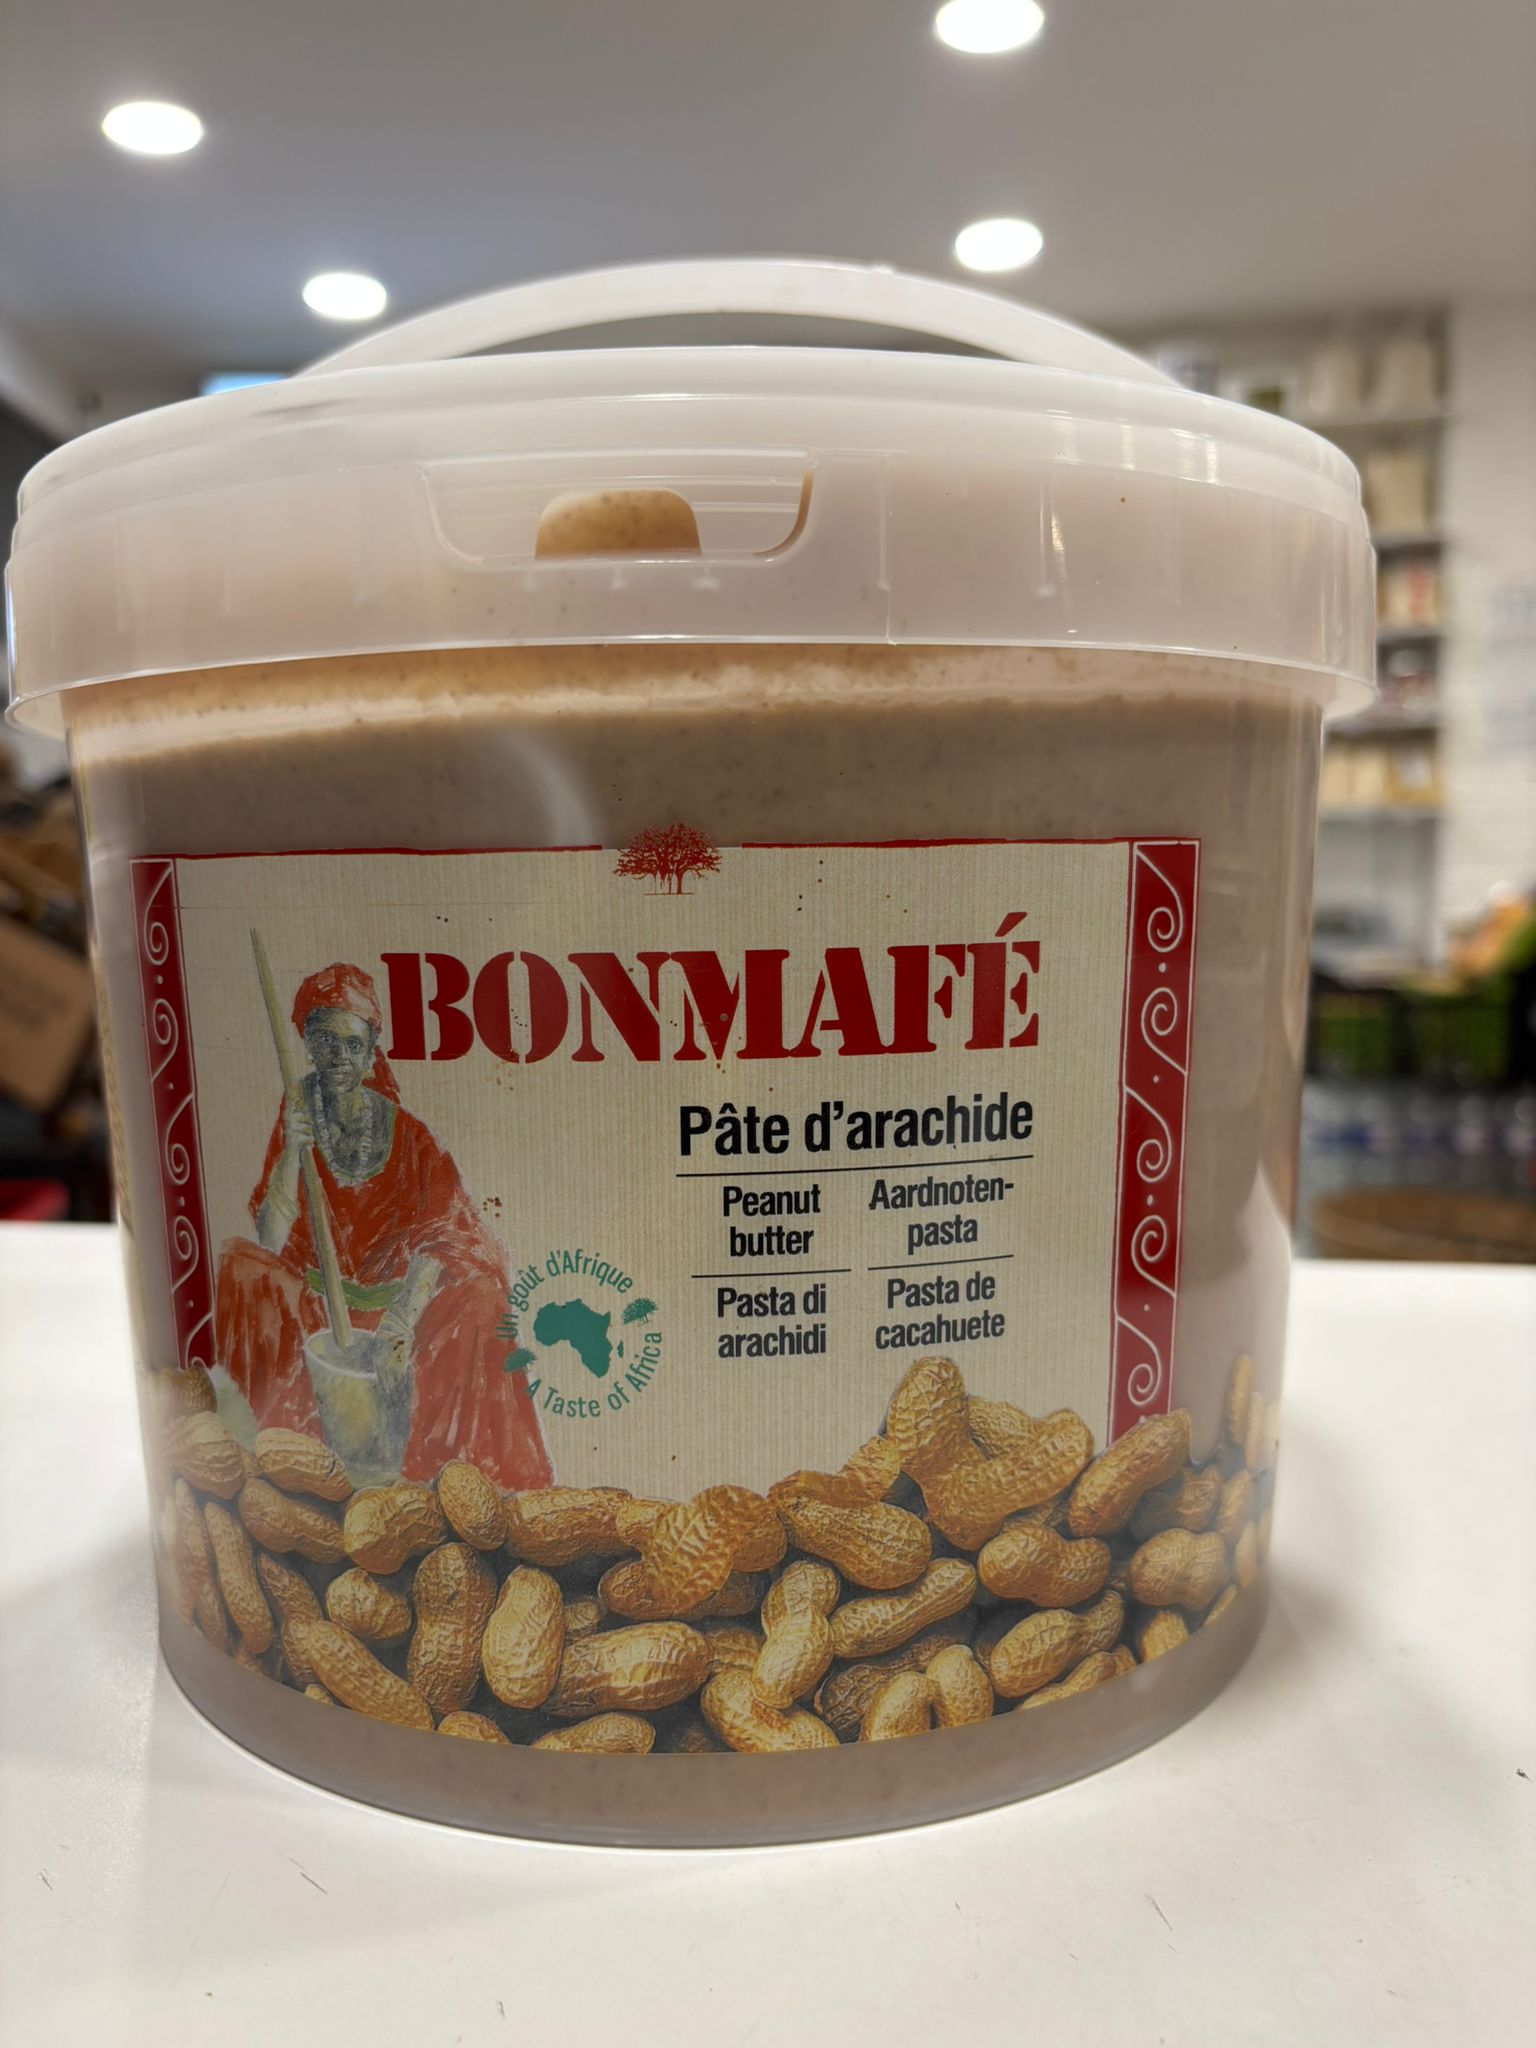 BONMAFÉ
Pâte d'arachide
Peanut
butter
Aardnoten-
pasta
Pasta di
arachidi
Pasta de
cacahuete
Un goût d'Afrique
A Taste of Africa